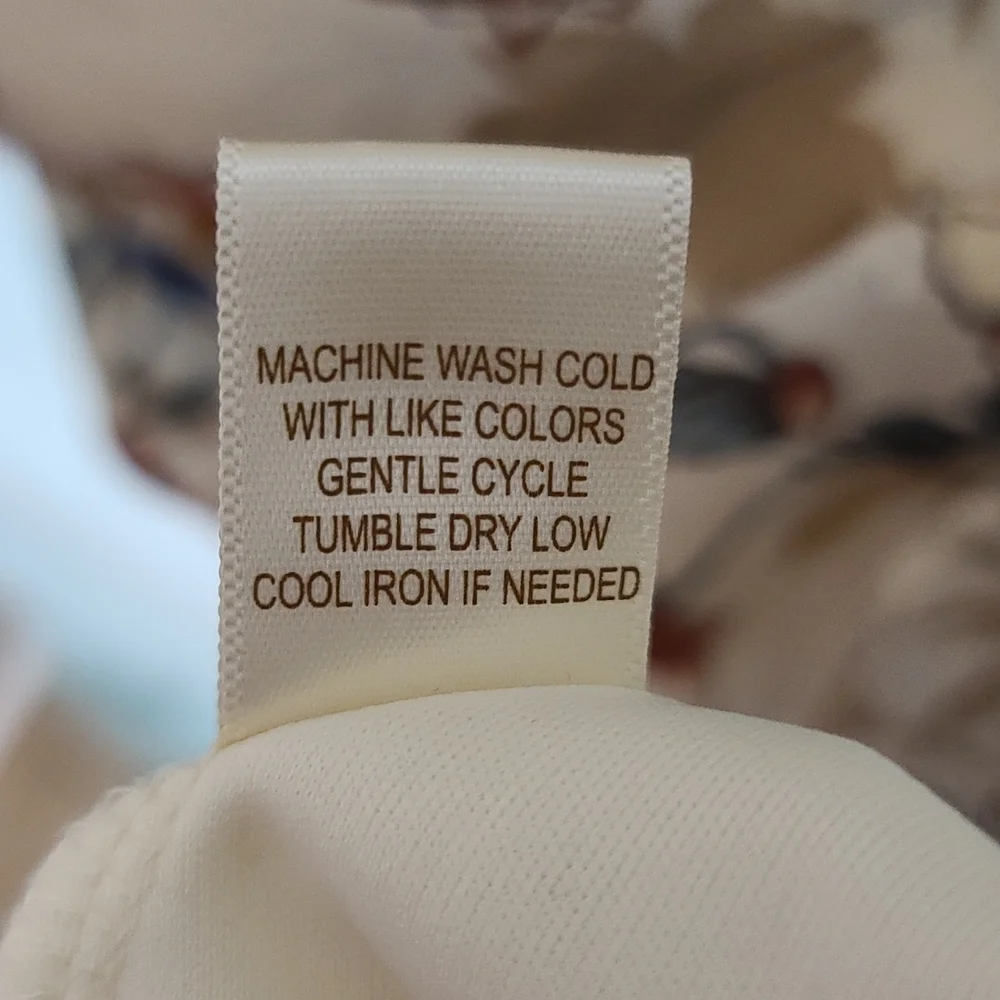 MACHINE WASH COLD
WITH LIKE COLORS
GENTLE CYCLE
TUMBLE DRY LOW
COOL IRON IF NEEDED